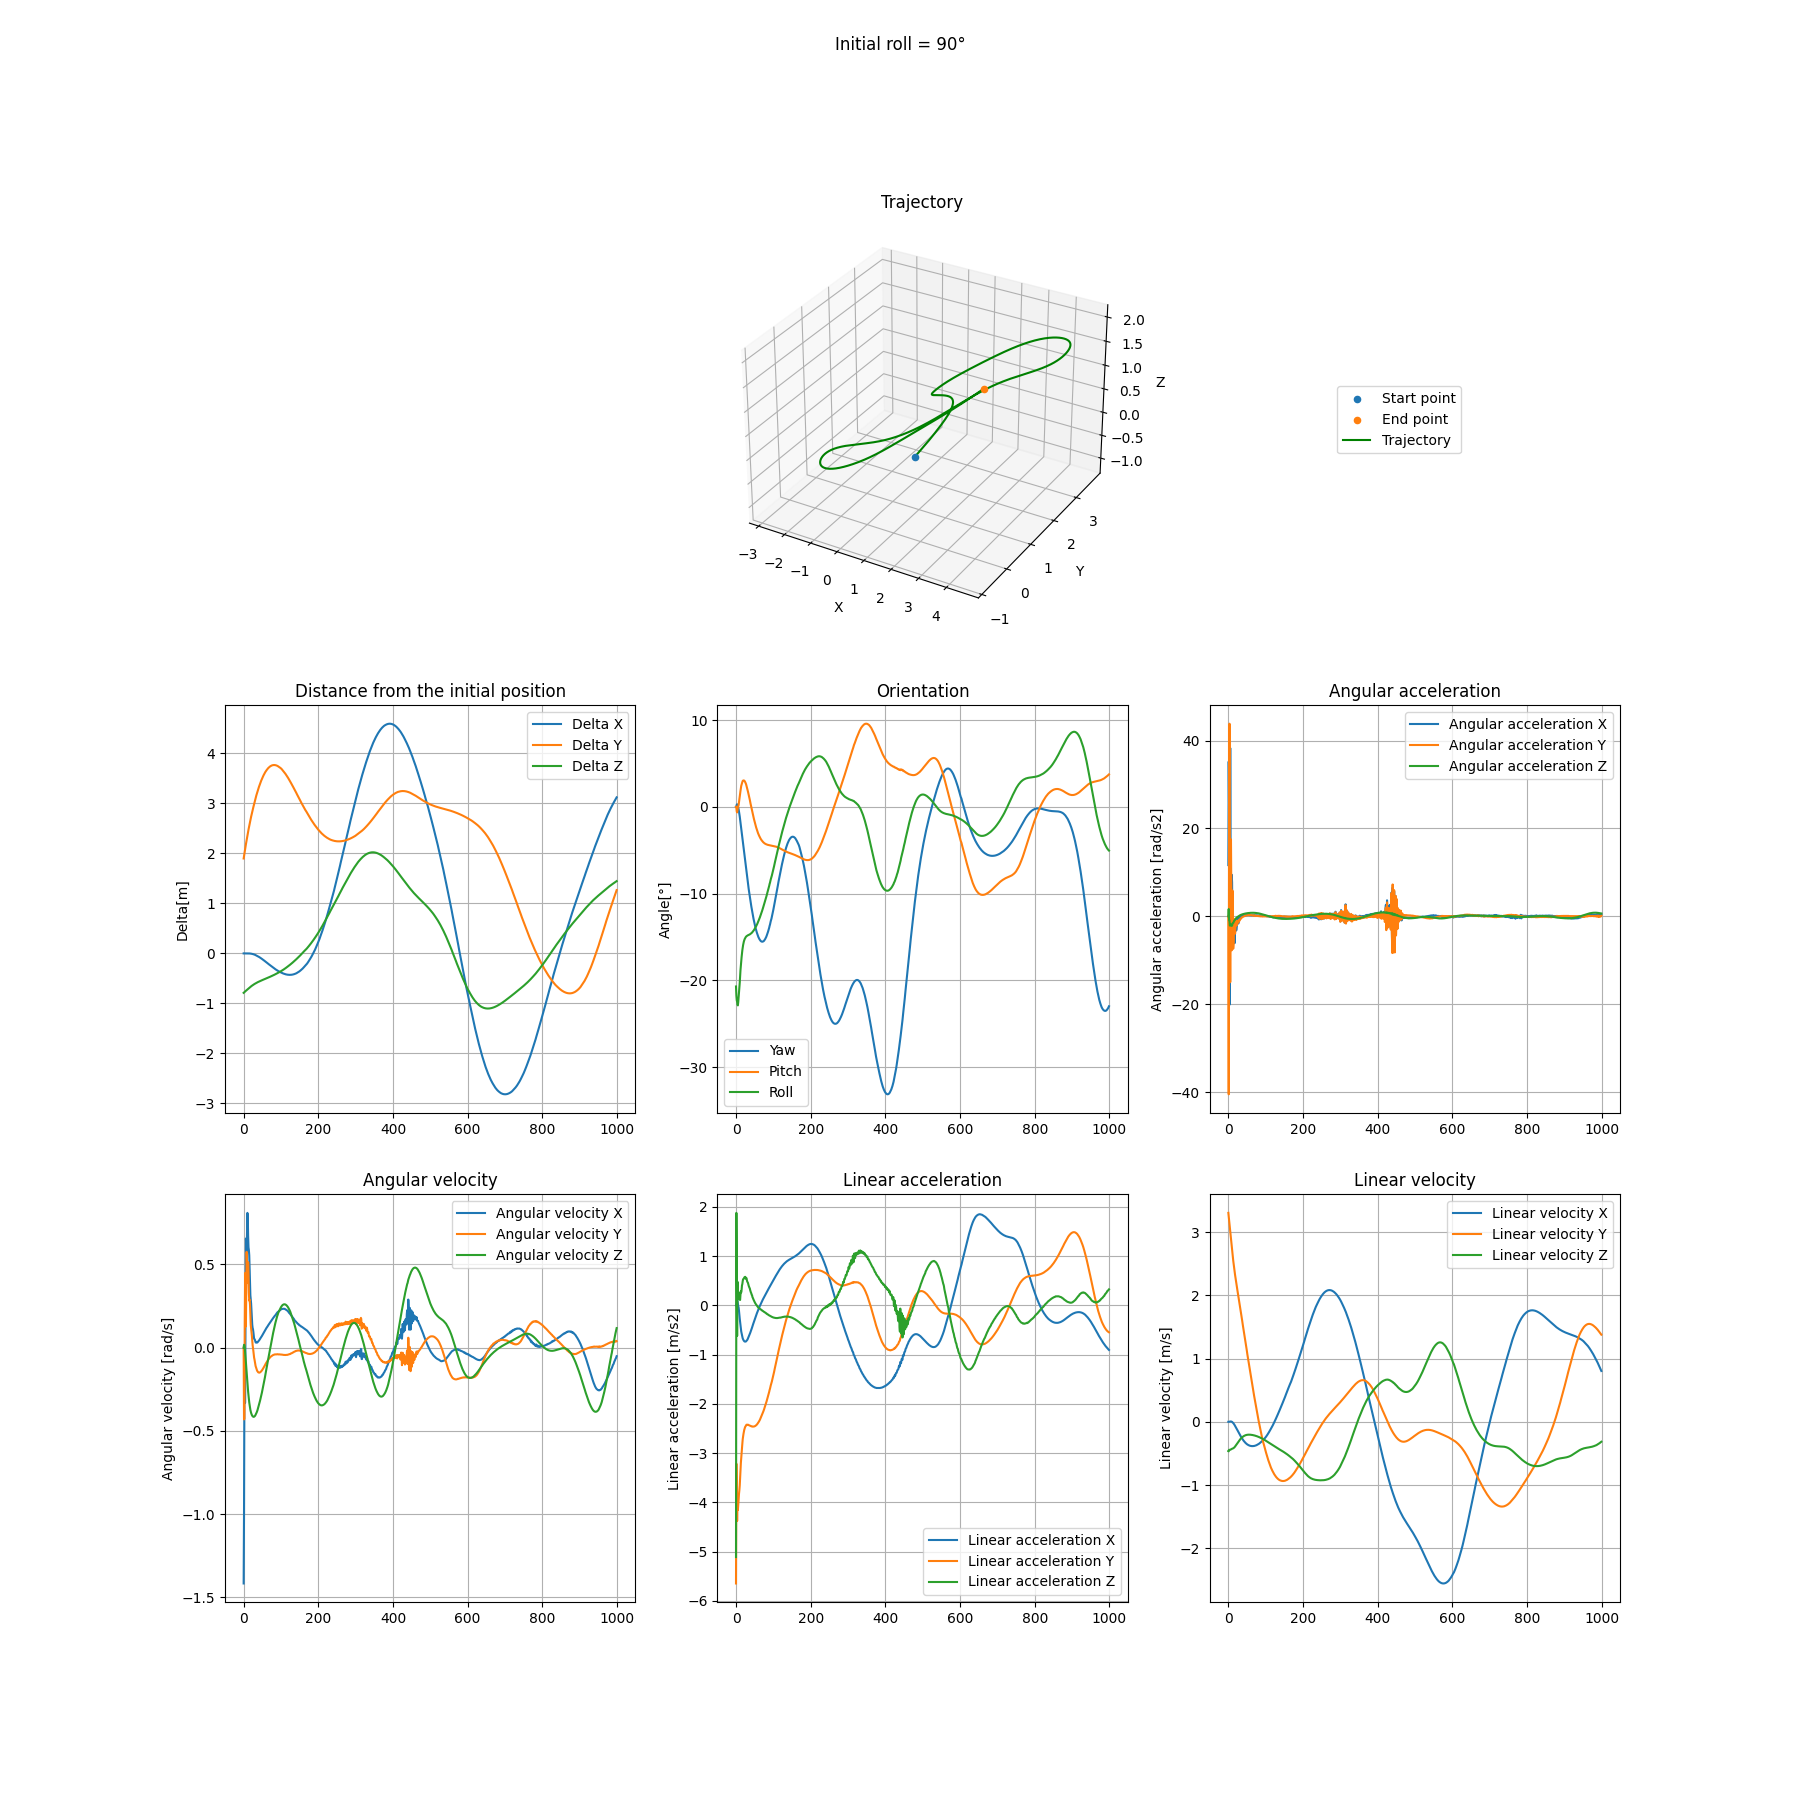 Initial roll = 90°
Trajectory
2.0
1.5
1.0
0.5
0.0
−0.5
−1.0
Z
−3
−2
−1
0
1
2
3
4
X
−1
0
1
2
3
Y
Start point
End point
Trajectory
Distance from the initial position
Delta[m]
4
3
2
1
0
−1
−2
−3
0 200 400 600 800 1000
Delta X
Delta Y
Delta Z
Orientation
Angle[°]
10
0
−10
−20
−30
0 200 400 600 800 1000
Yaw
Pitch
Roll
Angular acceleration
Angular acceleration [rad/s2]
40
20
0
−20
−40
0 200 400 600 800 1000
Angular acceleration X
Angular acceleration Y
Angular acceleration Z
Angular velocity
Angular velocity [rad/s]
0.5
0.0
−0.5
−1.0
−1.5
0 200 400 600 800 1000
Angular velocity X
Angular velocity Y
Angular velocity Z
Linear acceleration
Linear acceleration [m/s2]
2
1
0
−1
−2
−3
−4
−5
−6
0 200 400 600 800 1000
Linear acceleration X
Linear acceleration Y
Linear acceleration Z
Linear velocity
Linear velocity [m/s]
3
2
1
0
−1
−2
0 200 400 600 800 1000
Linear velocity X
Linear velocity Y
Linear velocity Z